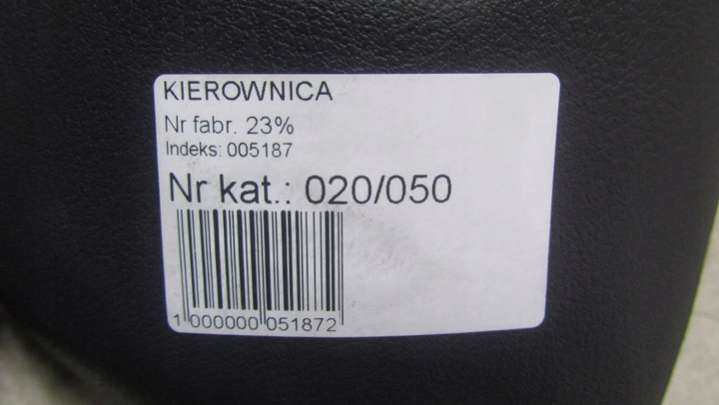 KIEROWNICA
Nr fabr. 23%
Indeks: 005187
Nr kat.: 020/050
1 000000 051872